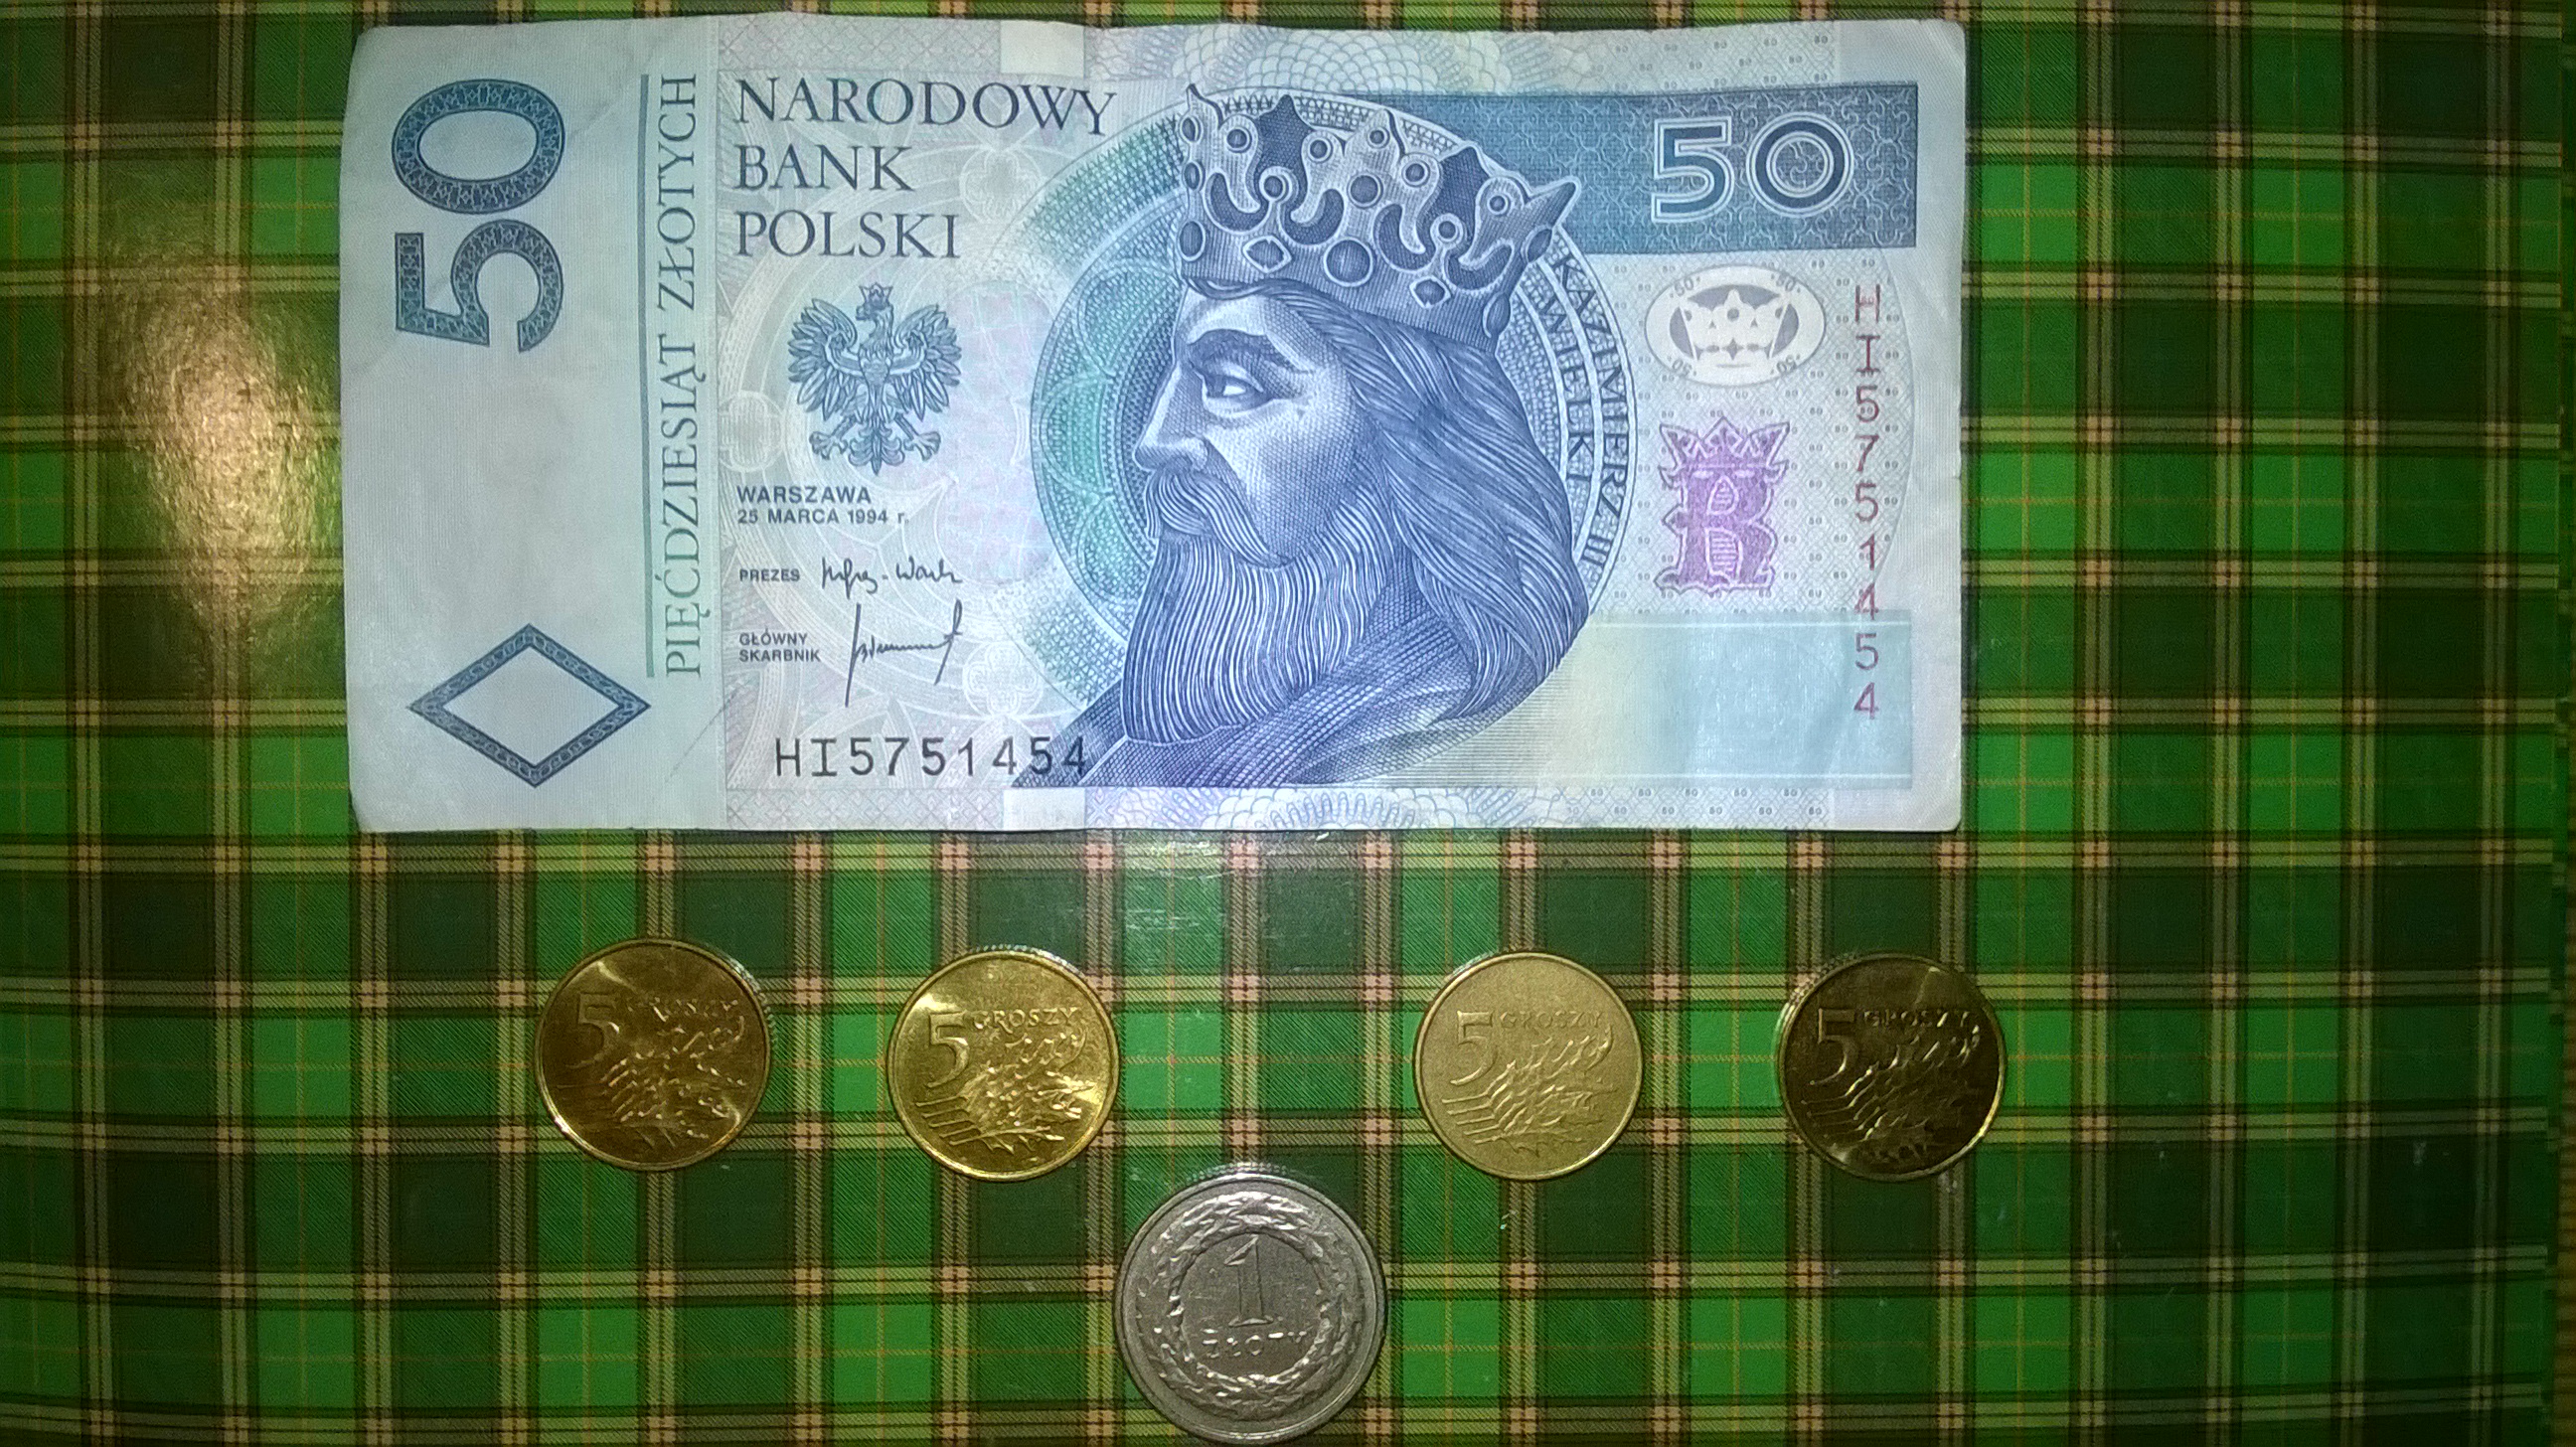 50
PIĘĆDZIESIĄT ZŁOTYCH
NARODOWY
BANK
POLSKI
WARSZAWA
25 MARCA 1994 r.
PREZES
GŁÓWNY
SKARBNIK
HI5751454
KAZIMIERZ III
WIELKI
50
HI5751454
5 GROSZY
5 GROSZY
5 GROSZY
5 GROSZY
1
ZŁOTY